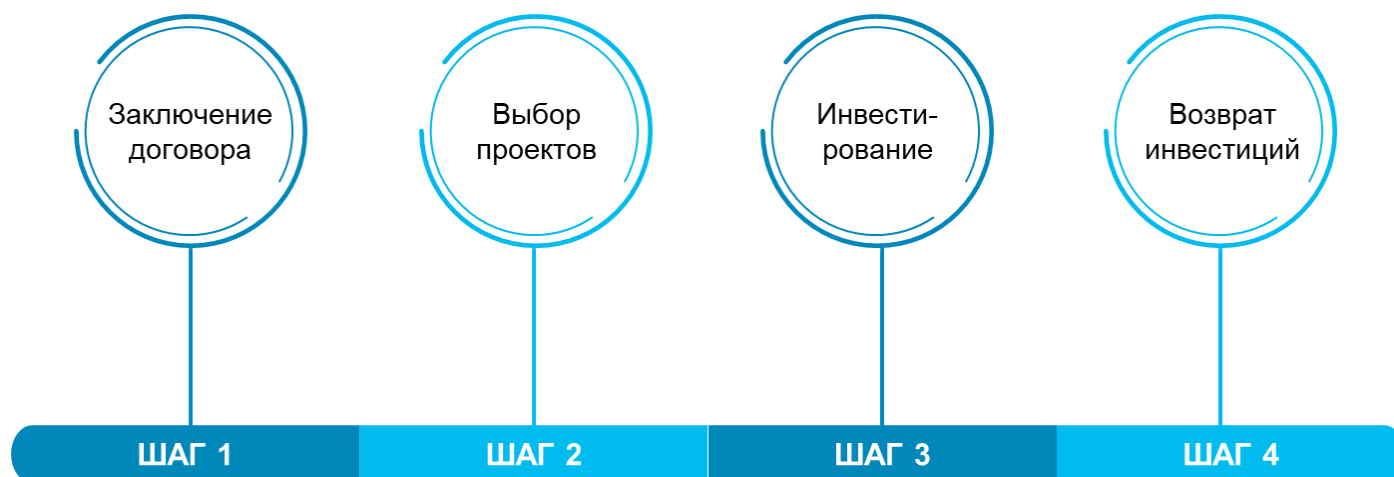 Заключение
договора
Выбор
проектов
Инвести-
рование
Возврат
инвестиций
ШАГ 1
ШАГ 2
ШАГ 3
ШАГ 4